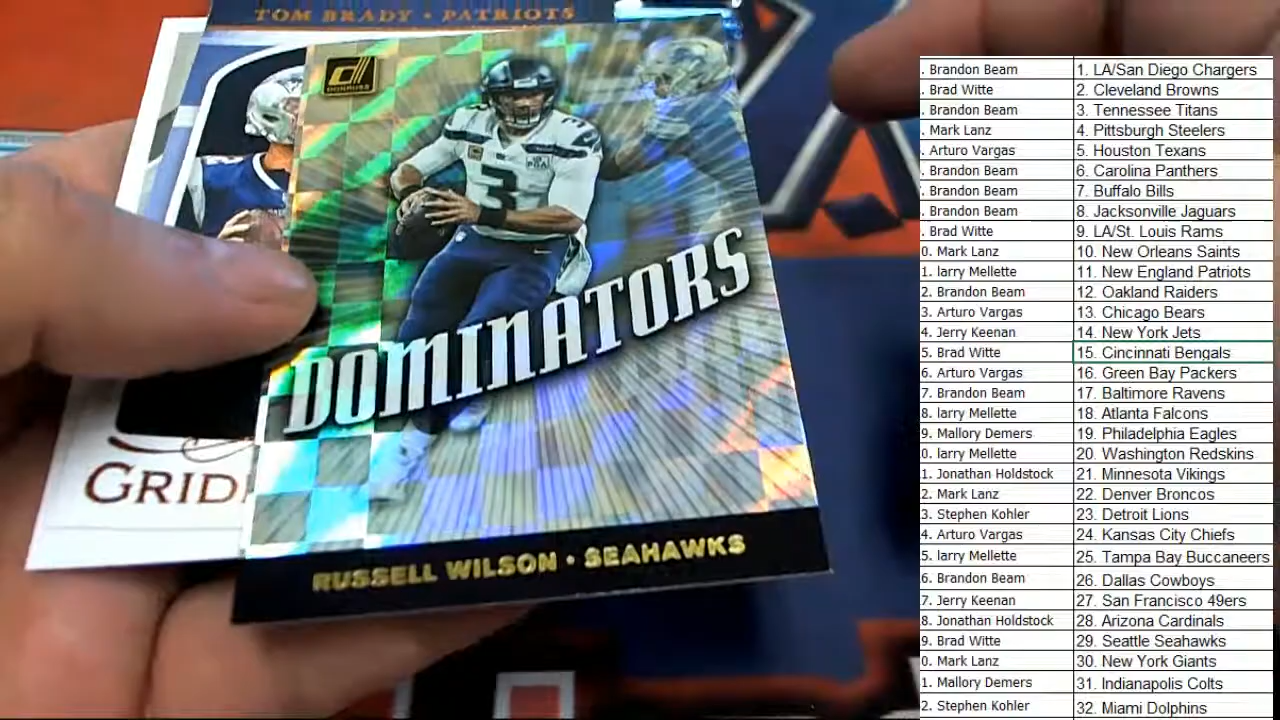 TOM BRADY • PATRIOTS
DONRUSS
3
DOMINATORS
GRIDI
RUSSELL WILSON • SEAHAWKS
. Brandon Beam 1. LA/San Diego Chargers
. Brad Witte 2. Cleveland Browns
. Brandon Beam 3. Tennessee Titans
. Mark Lanz 4. Pittsburgh Steelers
. Arturo Vargas 5. Houston Texans
. Brandon Beam 6. Carolina Panthers
. Brandon Beam 7. Buffalo Bills
. Brandon Beam 8. Jacksonville Jaguars
. Brad Witte 9. LA/St. Louis Rams
0. Mark Lanz 10. New Orleans Saints
1. larry Mellette 11. New England Patriots
2. Brandon Beam 12. Oakland Raiders
3. Arturo Vargas 13. Chicago Bears
4. Jerry Keenan 14. New York Jets
5. Brad Witte 15. Cincinnati Bengals
6. Arturo Vargas 16. Green Bay Packers
7. Brandon Beam 17. Baltimore Ravens
8. larry Mellette 18. Atlanta Falcons
9. Mallory Demers 19. Philadelphia Eagles
0. larry Mellette 20. Washington Redskins
1. Jonathan Holdstock 21. Minnesota Vikings
2. Mark Lanz 22. Denver Broncos
3. Stephen Kohler 23. Detroit Lions
4. Arturo Vargas 24. Kansas City Chiefs
5. larry Mellette 25. Tampa Bay Buccaneers
6. Brandon Beam 26. Dallas Cowboys
7. Jerry Keenan 27. San Francisco 49ers
8. Jonathan Holdstock 28. Arizona Cardinals
9. Brad Witte 29. Seattle Seahawks
0. Mark Lanz 30. New York Giants
1. Mallory Demers 31. Indianapolis Colts
2. Stephen Kohler 32. Miami Dolphins